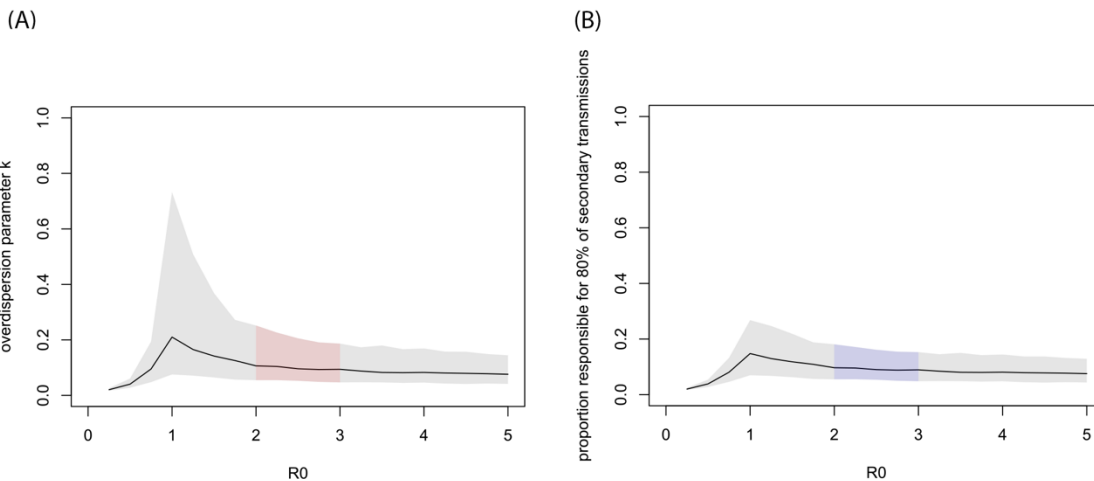 (A)
overdispersion parameter k
1.0
0.8
0.6
0.4
0.2
0.0
0 1 2 3 4 5
R0
(B)
proportion responsible for 80% of secondary transmissions
1.0
0.8
0.6
0.4
0.2
0.0
0 1 2 3 4 5
R0